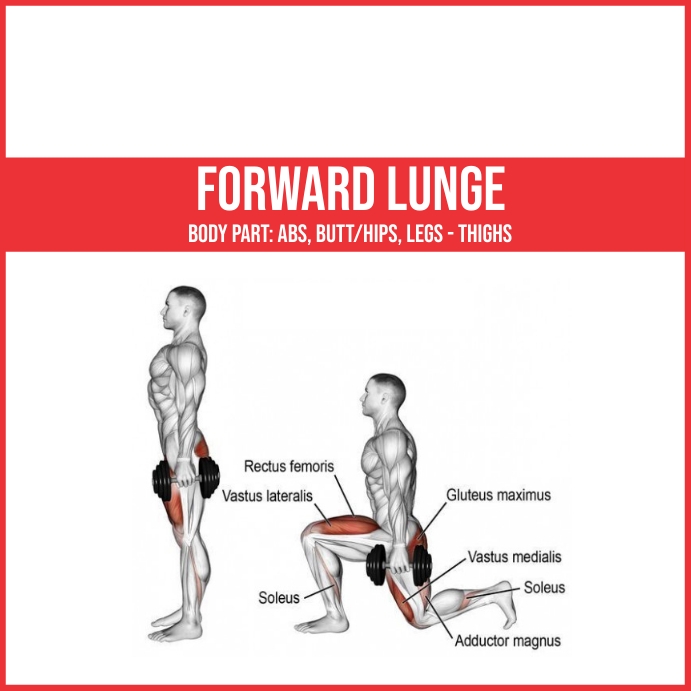 FORWARD LUNGE
BODY PART: ABS, BUTT/HIPS, LEGS - THIGHS
Rectus femoris
Vastus lateralis
Gluteus maximus
Vastus medialis
Soleus
Soleus
Adductor magnus